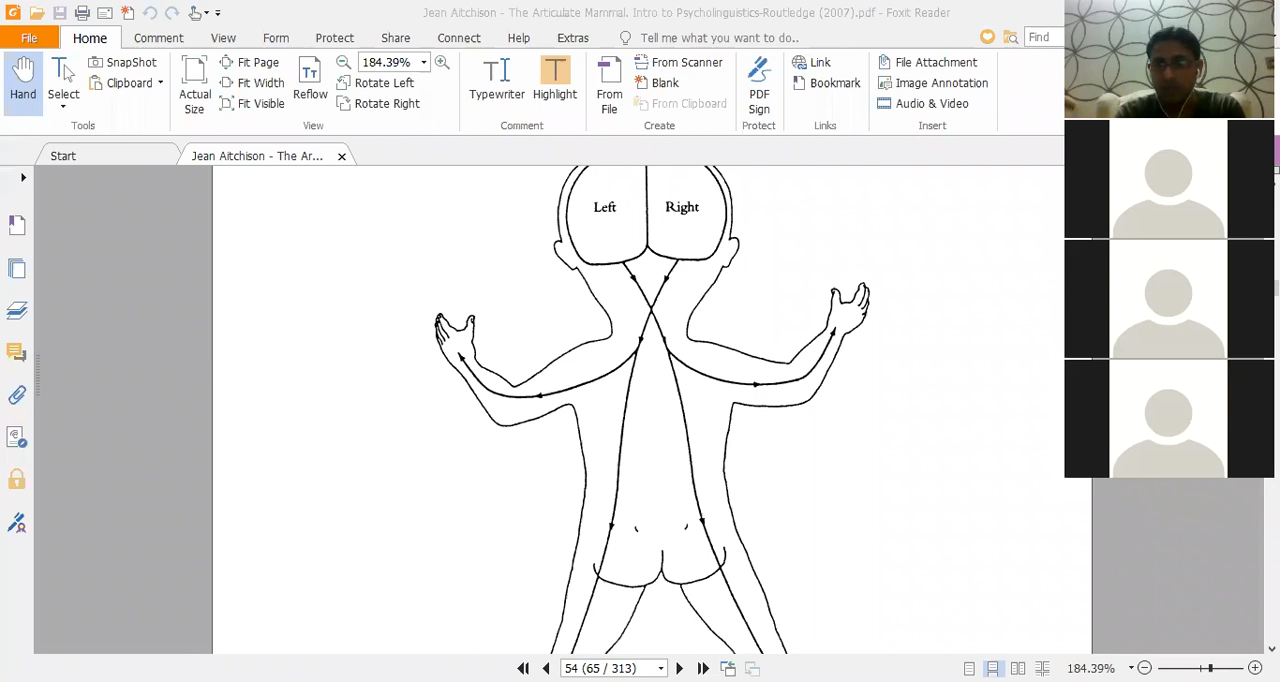 Jean Aitchison - The Articulate Mammal. Intro to Psycholinguistics-Routledge (2007).pdf - Foxit Reader
File Home Comment View Form Protect Share Connect Help Extras Tell me what you want to do.. Find
Hand
Select
SnapShot
Clipboard
Tools
Actual
Size
Fit Page
Fit Width
Fit Visible
Reflow
184.39%
Rotate Left
Rotate Right
View
Typewriter
Highlight
Comment
From
File
From Scanner
Blank
From Clipboard
Create
PDF
Sign
Protect
Link
Bookmark
Links
File Attachment
Image Annotation
Audio & Video
Insert
Start
Jean Aitchison - The Ar...
Left
Right
54 (65 / 313)
184.39%